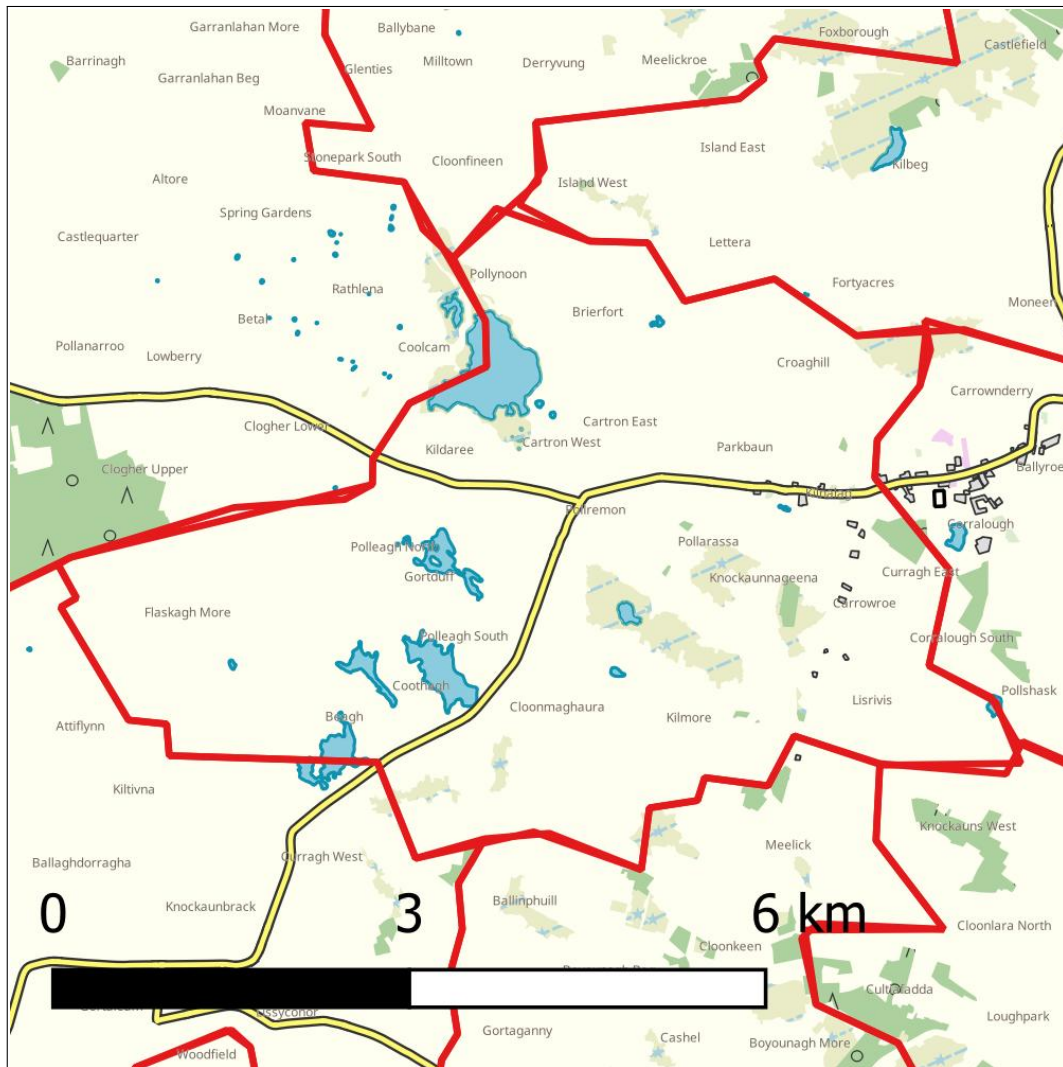 Garranlahan More
Ballybane
Foxborough
Castlefield
Barrinagh
Glenties
Milltown
Derryvung
Meelickroe
Garranlahan Beg
Moanvane
Stonepark South
Cloonfineen
Island East
Kilbeg
Altore
Island West
Spring Gardens
Castlequarter
Lettera
Pollynoon
Rathlena
Fortyacres
Moneen
Betal
Brierfort
Pollanarroo
Lowberry
Coolcam
Croaghill
Carrownderry
Clogher Lower
Kildaree
Cartron West
Cartron East
Parkbaun
Clogher Upper
Ballyroe
Kilnalag
Poliremon
Corralough
Polleagh North
Pollarassa
Gortduff
Knockaunnageena
Curragh East
Flaskagh More
Carrowroe
Polleagh South
Corralough South
Coothagh
Pollshask
Attiflynn
Beagh
Cloonmaghaura
Kilmore
Lisrivis
Kiltivna
Knockauns West
Ballaghdorragha
Curragh West
Meelick
Knockaunbrack
Ballinphuill
0 3 6 km
Cloonlara North
Cloonkeen
Ussyconor
Gortaganny
Cashel
Boyounagh More
Loughpark
Woodfield